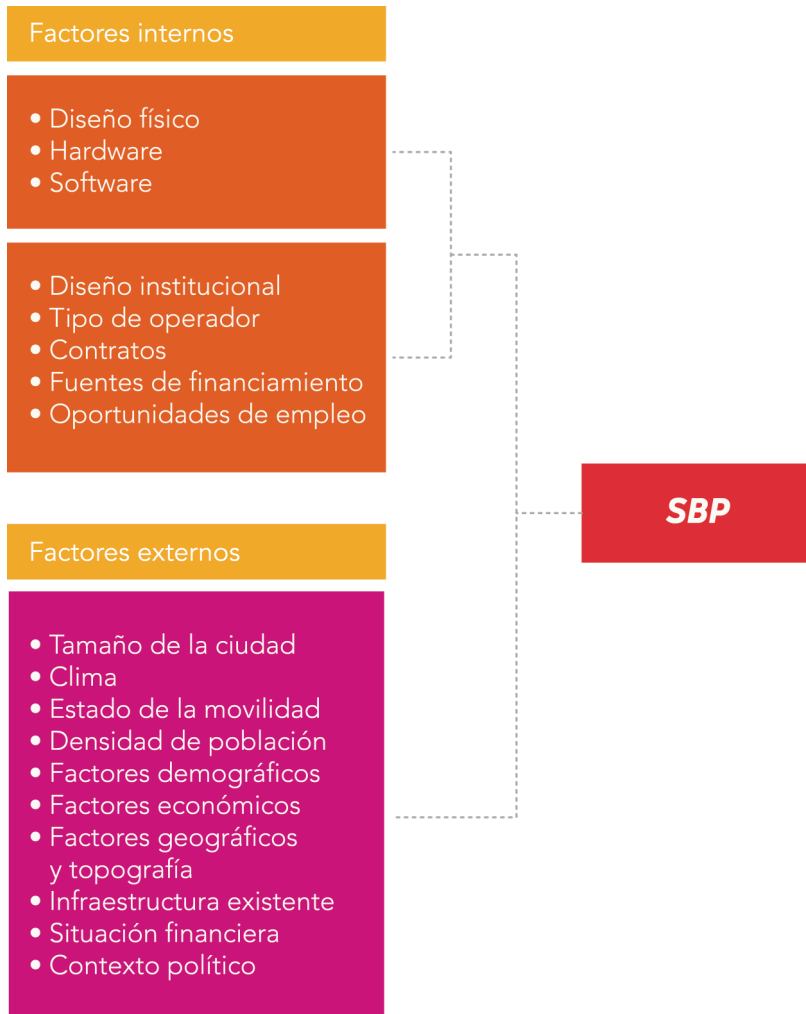 Factores internos
• Diseño físico
• Hardware
• Software
• Diseño institucional
• Tipo de operador
• Contratos
• Fuentes de financiamiento
• Oportunidades de empleo
SBP
Factores externos
• Tamaño de la ciudad
• Clima
• Estado de la movilidad
• Densidad de población
• Factores demográficos
• Factores económicos
• Factores geográficos
y topografía
• Infraestructura existente
• Situación financiera
• Contexto político